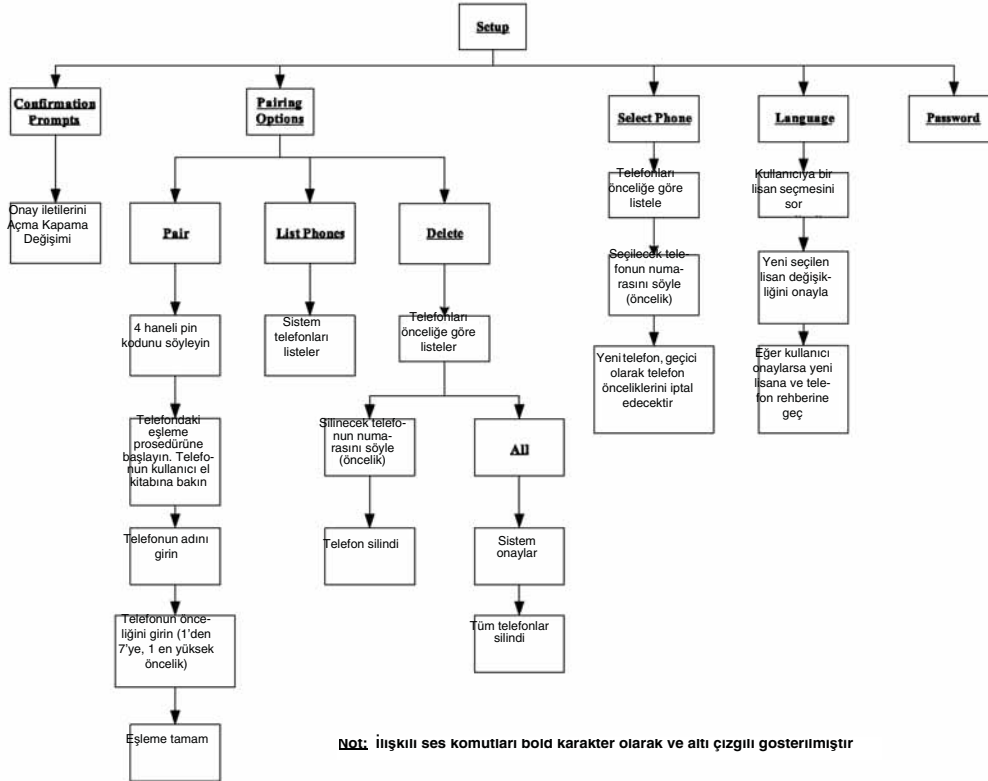 Setup
Confirmation
Prompts
Pairing
Options
Select Phone
Language
Password
Onay iletilerini
Açma Kapama
Değişimi
Pair
List Phones
Delete
Telefonları
önceliğe göre
listele
Kullanıcıya bir
lisan seçmesini
sor
Seçilecek tele-
fonun numa-
rasını söyle
(öncelik)
Yeni seçilen
lisan değişik-
liğini onayla
4 haneli pin
kodunu söyleyin
Sistem
telefonları
listeler
Telefonları
önceliğe göre
listeler
Yeni telefon, geçici
olarak telefon
önceliklerini iptal
edecektir
Eğer kullanıcı
onaylarsa yeni
lisana ve tele-
fon rehberine
geç
Telefondaki
eşleme
prosedürüne
başlayın. Telefo-
nun kullanıcı el
kitabına bakın
Silinecek telefo-
nun numa-
rasını söyle
(öncelik)
All
Telefonun adını
girin
Telefon silindi
Sistem
onaylar
Telefonun önce-
liğini girin (1'den
7'ye, 1 en yüksek
öncelik)
Tüm telefonlar
silindi
Eşleme tamam
Not: İlişkili ses komutları bold karakter olarak ve altı çizgili gösterilmiştir